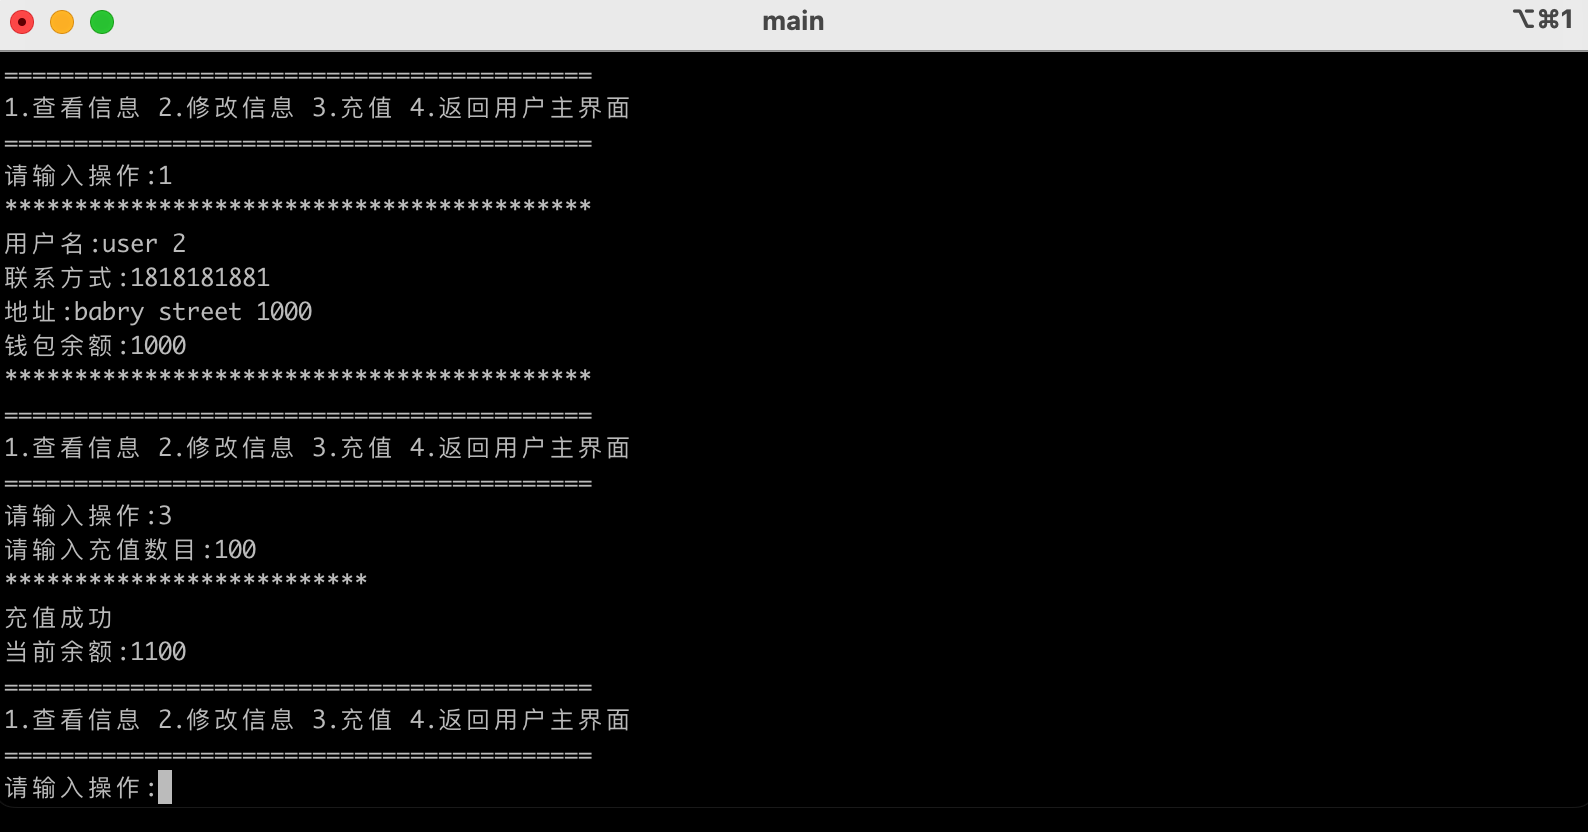 main
⌥⌘1
==========================================
1.查看信息 2.修改信息 3.充值 4.返回用户主界面
==========================================
请输入操作:1
******************************************
用户名:user 2
联系方式:1818181881
地址:babry street 1000
钱包余额:1000
******************************************
==========================================
1.查看信息 2.修改信息 3.充值 4.返回用户主界面
==========================================
请输入操作:3
请输入充值数目:100
**************************
充值成功
当前余额:1100
==========================================
1.查看信息 2.修改信息 3.充值 4.返回用户主界面
==========================================
请输入操作: